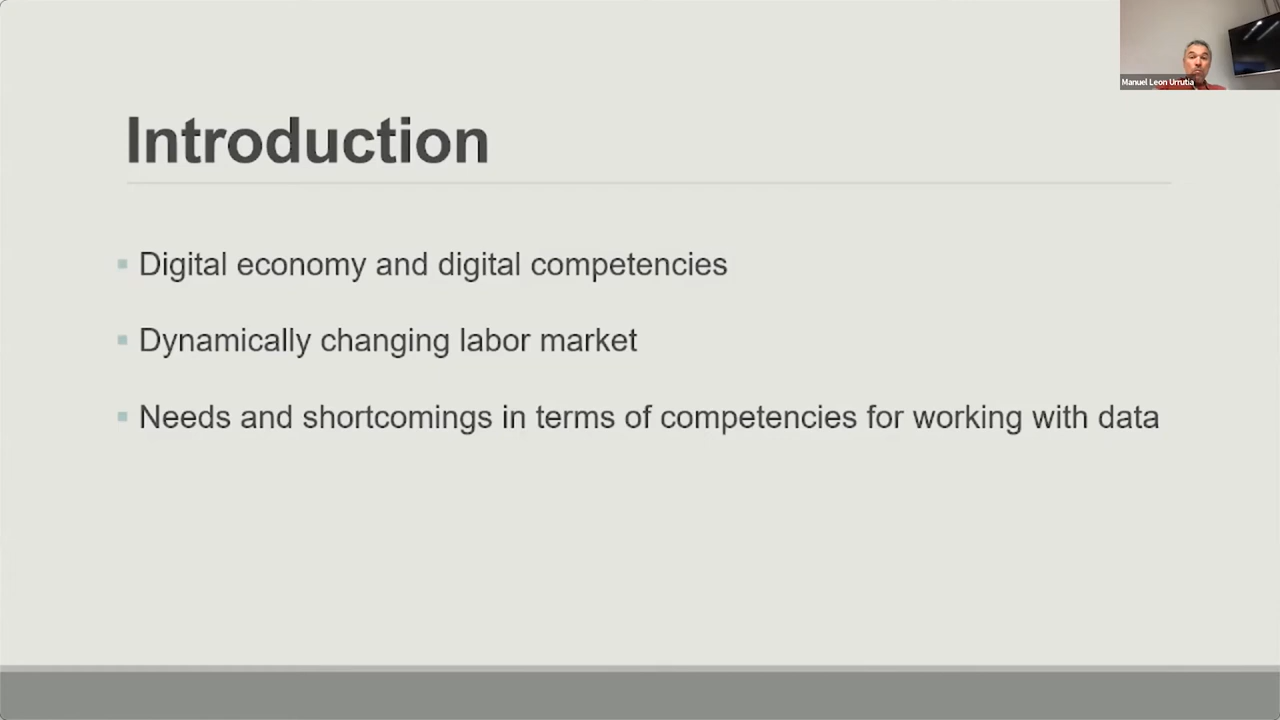 Manuel Leon Urrutia
Introduction
Digital economy and digital competencies
Dynamically changing labor market
Needs and shortcomings in terms of competencies for working with data